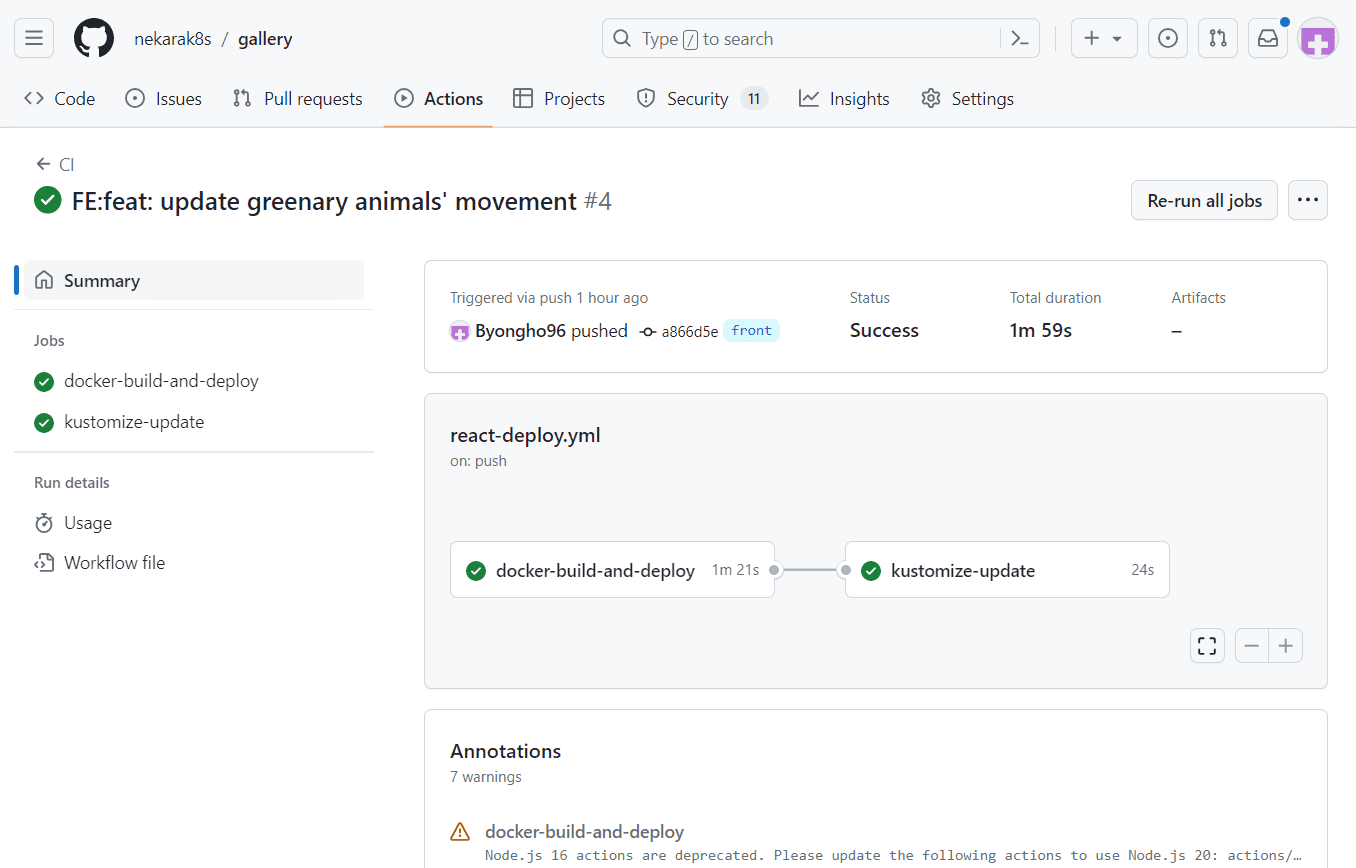 nekarak8s / gallery
Type / to search
Code
Issues
Pull requests
Actions
Projects
Security 11
Insights
Settings
CI
FE:feat: update greenary animals' movement #4
Re-run all jobs
Summary
Jobs
docker-build-and-deploy
kustomize-update
Run details
Usage
Workflow file
Triggered via push 1 hour ago
Byongho96 pushed a866d5e front
Status
Success
Total duration
1m 59s
Artifacts
–
react-deploy.yml
on: push
docker-build-and-deploy 1m 21s
kustomize-update 24s
Annotations
7 warnings
docker-build-and-deploy
Node.js 16 actions are deprecated. Please update the following actions to use Node.js 20: actions/…